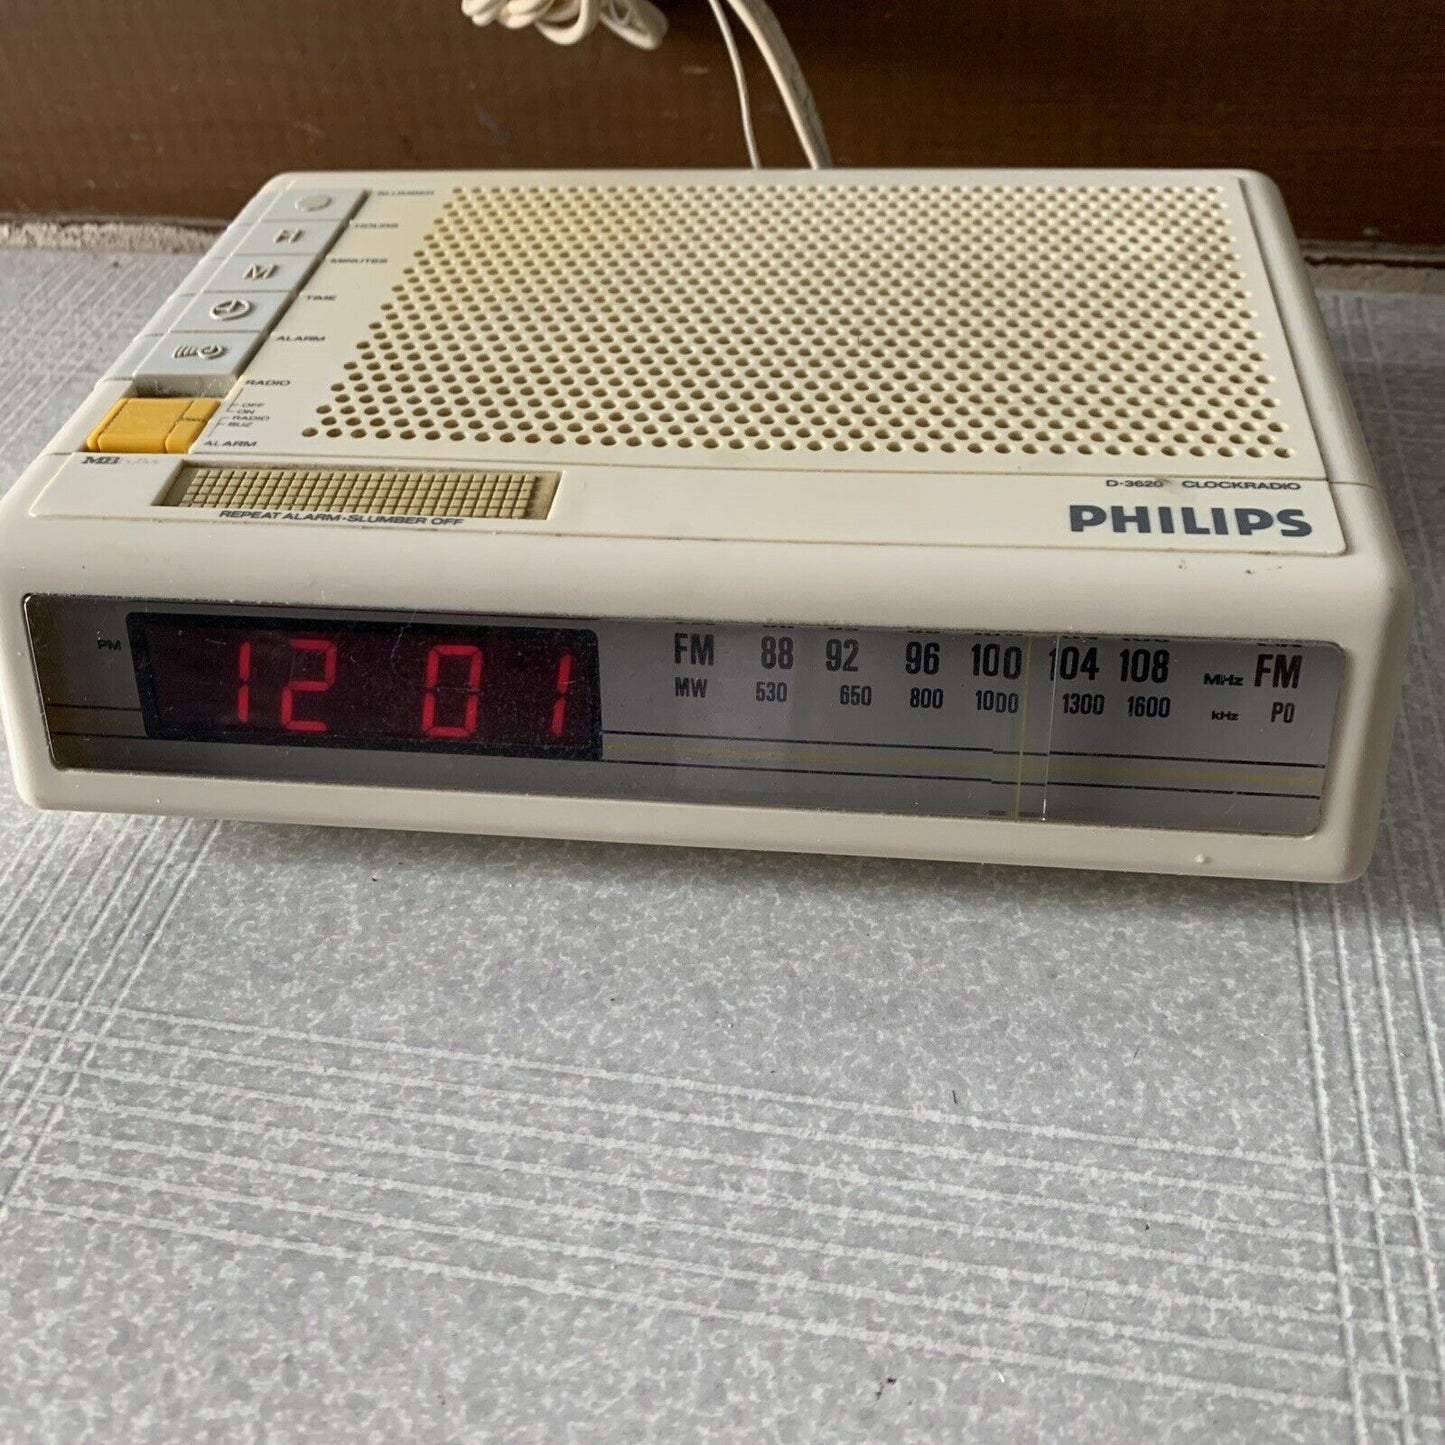 SLUMBER
H HOURS
M MINUTES
TIME
ALARM
RADIO
OFF
ON
RADIO
BUZ
ALARM
REPEAT ALARM-SLUMBER OFF
D-3620 CLOCKRADIO
PHILIPS
PM
12 01
FM 88 92 96 100 104 108 MHz FM
MW 530 650 800 1000 1300 1600 kHz PO